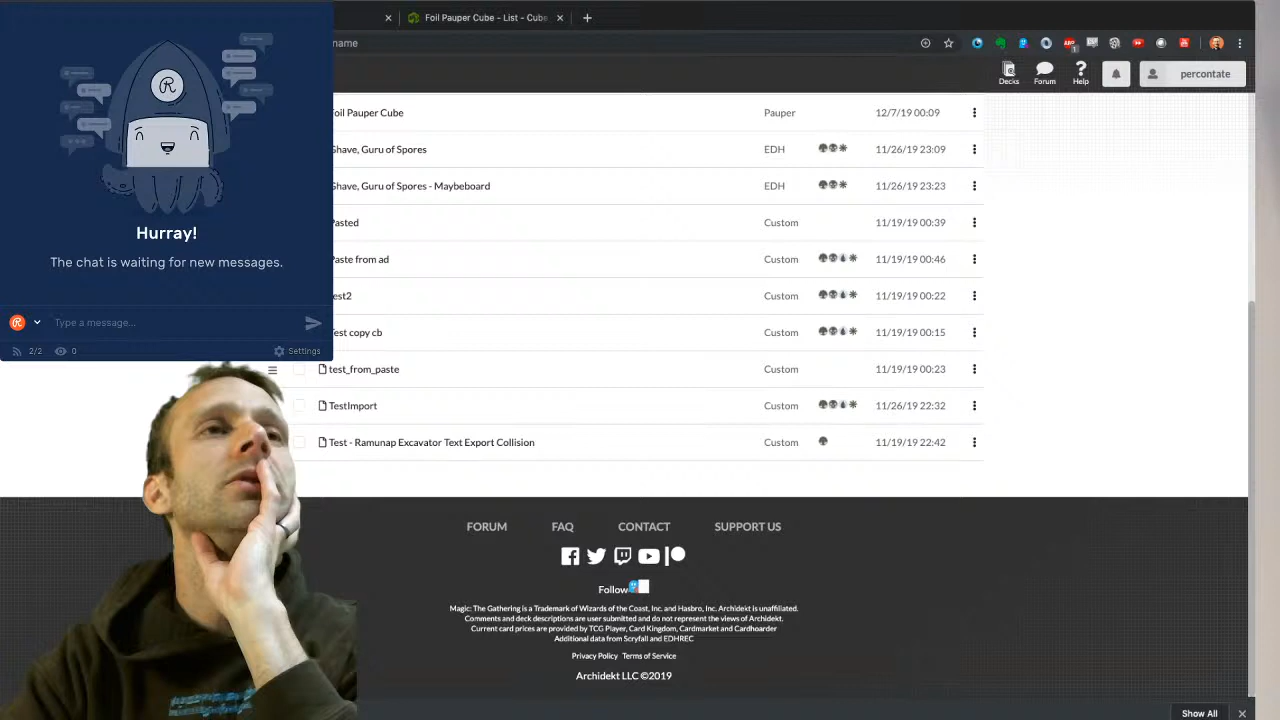 Foil Pauper Cube - List - Cube
name
Decks
Forum
Help
percontate
1
Hurray!
The chat is waiting for new messages.
Type a message...
2/2
0
Settings
oil Pauper Cube Pauper 12/7/19 00:09
Ghave, Guru of Spores EDH 11/26/19 23:09
Ghave, Guru of Spores - Maybeboard EDH 11/26/19 23:23
Pasted Custom 11/19/19 00:39
Paste from ad Custom 11/19/19 00:46
est2 Custom 11/19/19 00:22
Test copy cb Custom 11/19/19 00:15
test_from_paste Custom 11/19/19 00:23
TestImport Custom 11/26/19 22:32
Test - Ramunap Excavator Text Export Collision Custom 11/19/19 22:42
FORUM FAQ CONTACT SUPPORT US
Follow
Magic: The Gathering is a Trademark of Wizards of the Coast, Inc. and Hasbro, Inc. Archidekt is unaffiliated.
Comments and deck descriptions are user submitted and do not represent the views of Archidekt.
Current card prices are provided by TCG Player, Card Kingdom, Cardmarket and Cardhoarder
Additional data from Scryfall and EDHREC
Privacy Policy Terms of Service
Archidekt LLC ©2019
Show All